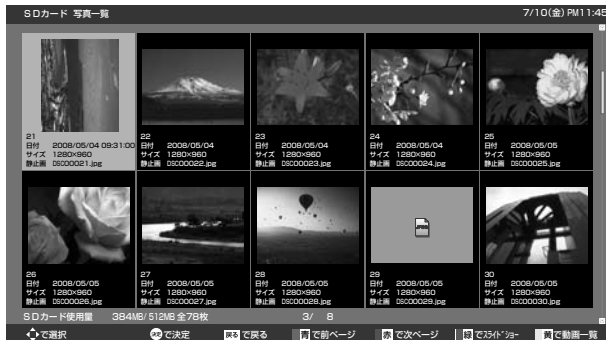 SDカード 写真一覧 7/10(金)PM11:45
21
日付 2008/05/04 09:31:00
サイズ 1280×960
静止画 DSC00021.jpg
22
日付 2008/05/04
サイズ 1280×960
静止画 DSC00022.jpg
23
日付 2008/05/04
サイズ 1280×960
静止画 DSC00023.jpg
24
日付 2008/05/04
サイズ 1280×960
静止画 DSC00024.jpg
25
日付 2008/05/05
サイズ 1280×960
静止画 DSC00025.jpg
26
日付 2008/05/05
サイズ 1280×960
静止画 DSC00026.jpg
27
日付 2008/05/05
サイズ 1280×960
静止画 DSC00027.jpg
28
日付 2008/05/05
サイズ 1280×960
静止画 DSC00028.jpg
JPEG
29
日付 2008/05/05
サイズ 1280×960
静止画 DSC00029.jpg
30
日付 2008/05/05
サイズ 1280×960
静止画 DSC00030.jpg
SDカード使用量 384MB/512MB 全78枚 3/ 8
で選択 決定で決定 戻るで戻る 青で前ページ 赤で次ページ 緑でスライドショー 黄で動画一覧